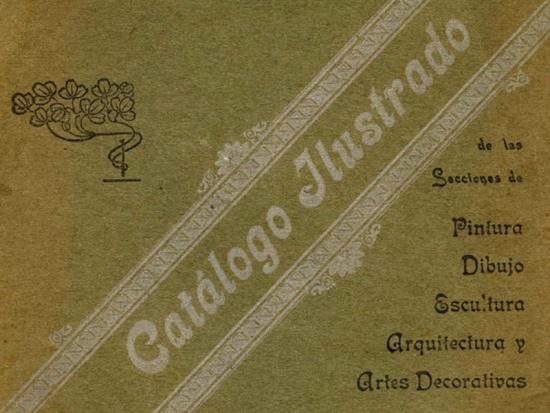 Catálogo Ilustrado
de las
Secciones de
Pintura
Dibujo
Escultura
Arquitectura y
Artes Decorativas